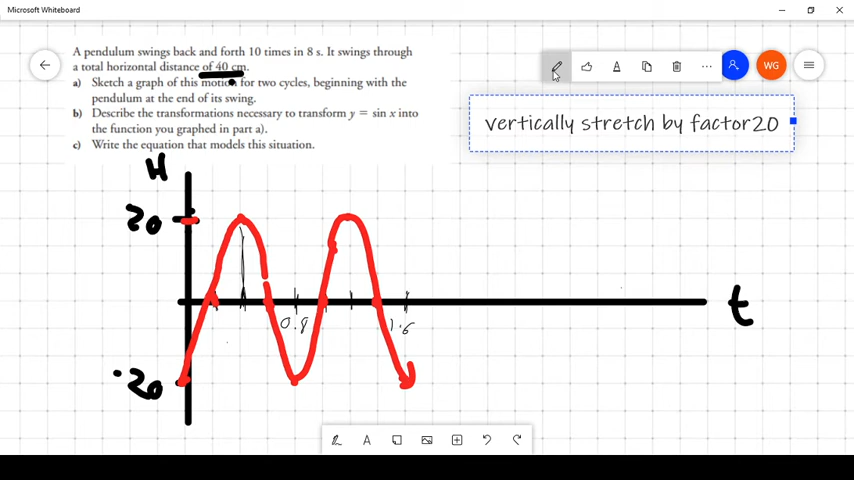 Microsoft Whiteboard
A pendulum swings back and forth 10 times in 8 s. It swings through
a total horizontal distance of 40 cm.
a) Sketch a graph of this motion for two cycles, beginning with the
pendulum at the end of its swing.
b) Describe the transformations necessary to transform y = sin x into
the function you graphed in part a).
c) Write the equation that models this situation.
WG
vertically stretch by factor20
H
20
0.8
1.6
t
-20